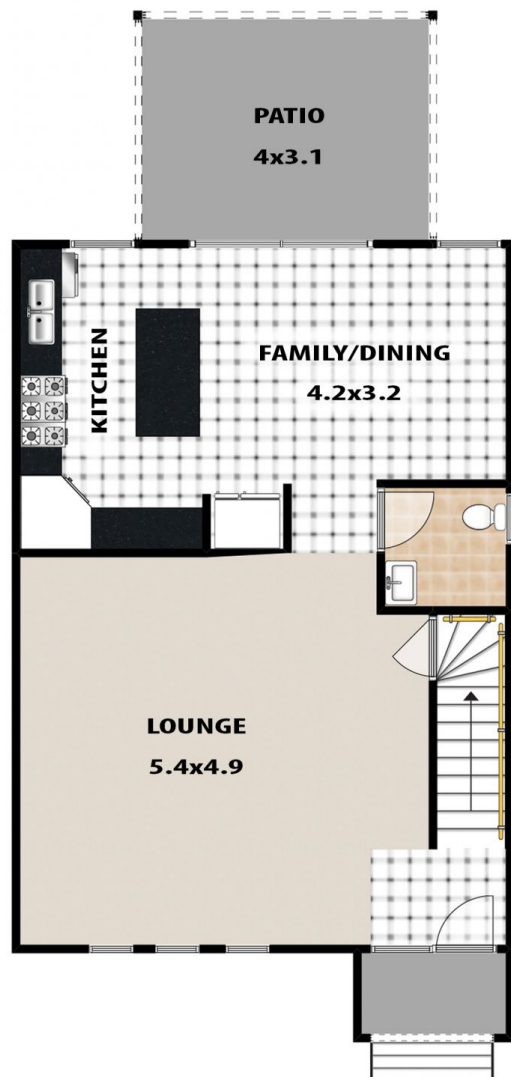 PATIO
4x3.1
KITCHEN
FAMILY/DINING
4.2x3.2
LOUNGE
5.4x4.9